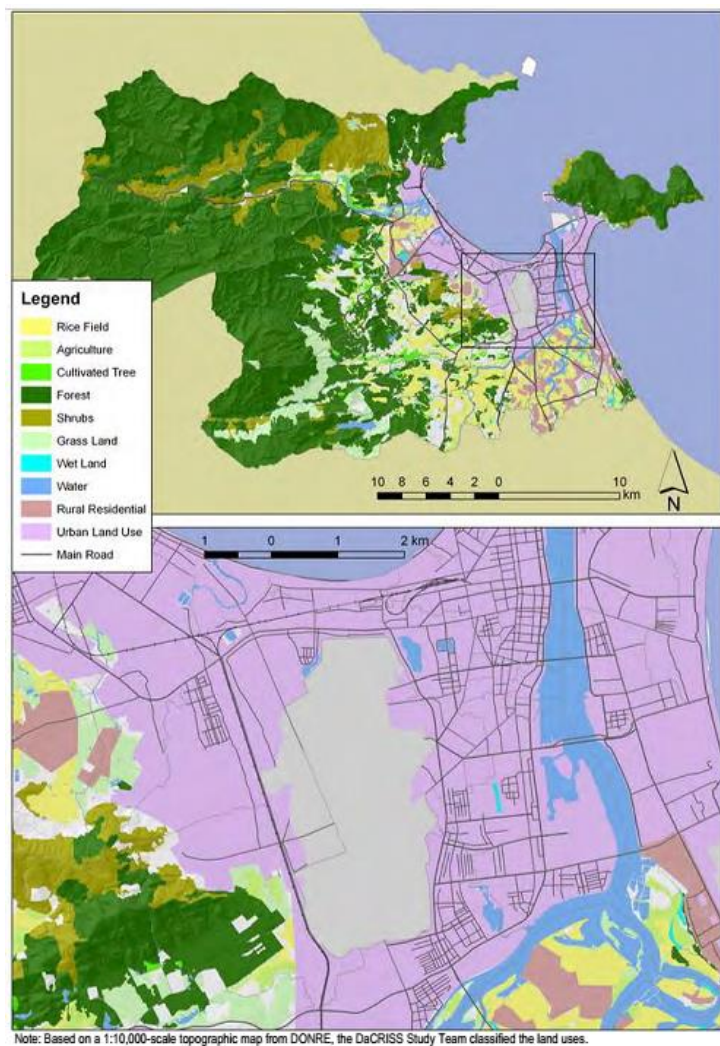 Legend
Rice Field
Agriculture
Cultivated Tree
Forest
Shrubs
Grass Land
Wet Land
Water
Rural Residential
Urban Land Use
Main Road
10 8 6 4 2 0 10
km
N
1 0 1 2 km
Note: Based on a 1:10,000-scale topographic map from DONRE, the DaCRISS Study Team classified the land uses.